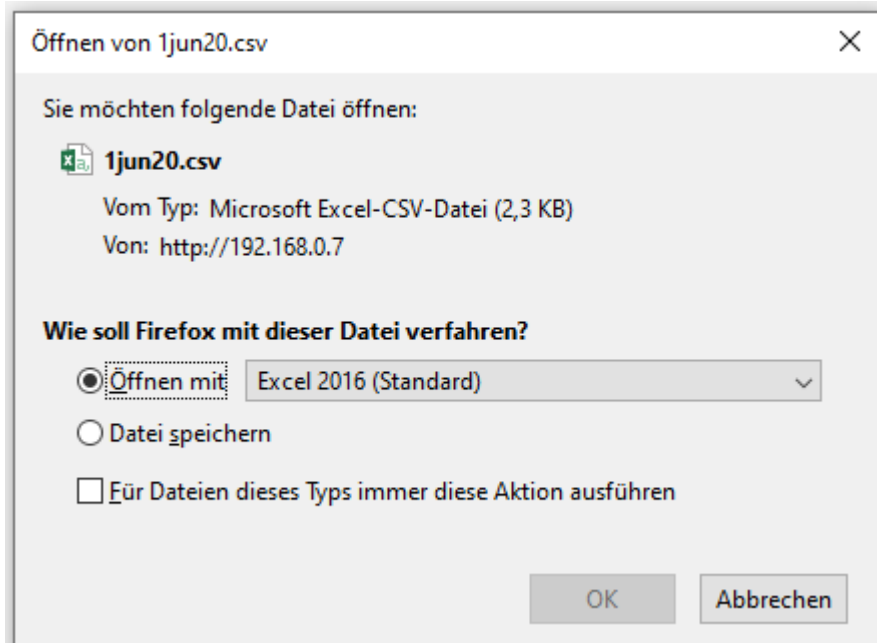 Öffnen von 1jun20.csv
Sie möchten folgende Datei öffnen:
1jun20.csv
Vom Typ: Microsoft Excel-CSV-Datei (2,3 KB)
Von: http://192.168.0.7
Wie soll Firefox mit dieser Datei verfahren?
Öffnen mit Excel 2016 (Standard)
Datei speichern
Für Dateien dieses Typs immer diese Aktion ausführen
OK Abbrechen